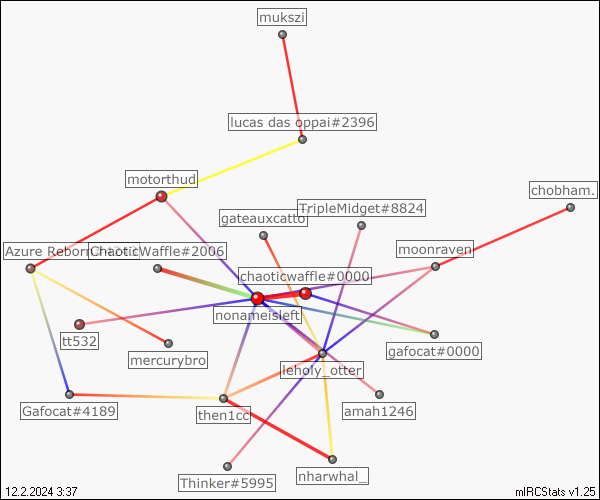 mukszi
lucas das oppai#2396
motorthud
chobham.
TripleMidget#8824
gateauxcatto
Azure Reborn
ChaoticWaffle#2006
moonraven
chaoticwaffle#0000
nonameisleft
tt532
gafocat#0000
mercurybro
leholy_otter
Gafocat#4189
then1cc
amah1246
nharwhal_
Thinker#5995
12.2.2024 3:37
mIRCStats v1.25